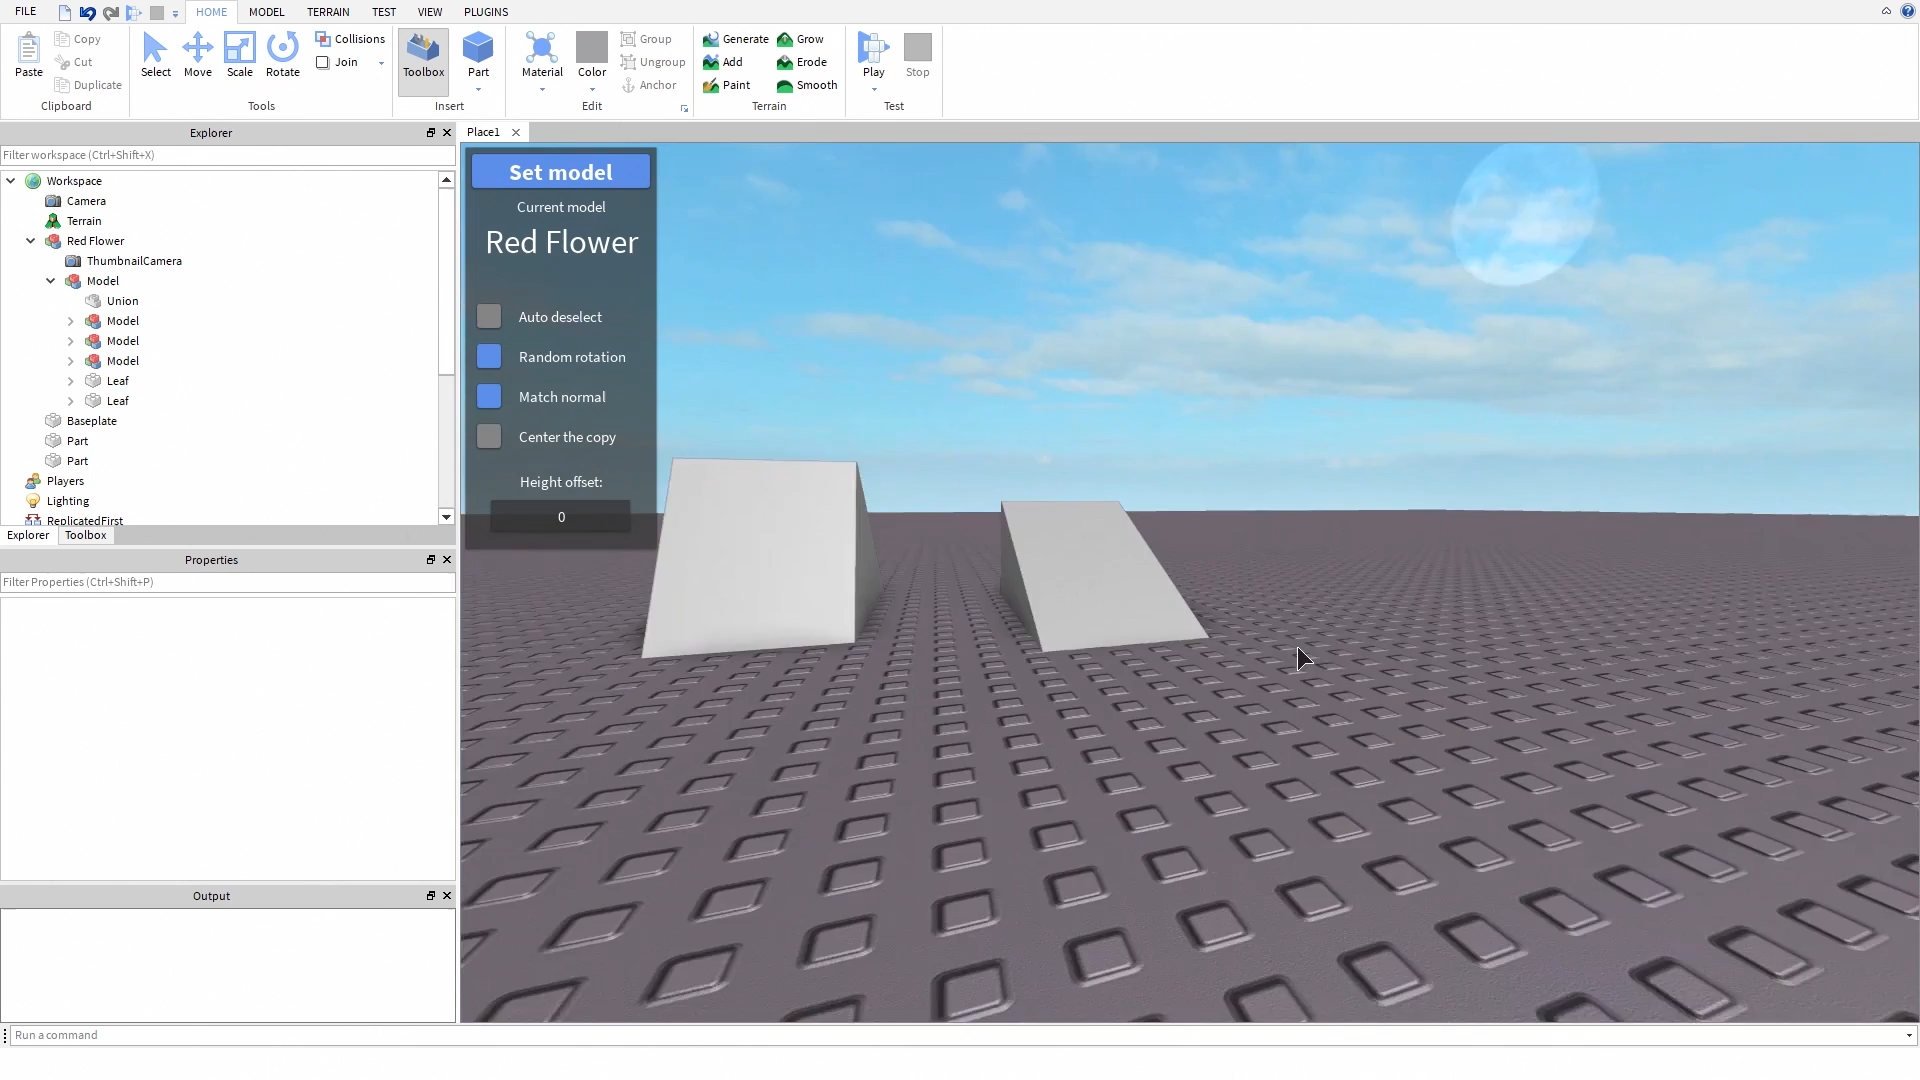 FILE
HOME
MODEL
TERRAIN
TEST
VIEW
PLUGINS
Paste
Copy
Cut
Duplicate
Clipboard
Select
Move
Scale
Rotate
Collisions
Join
Tools
Toolbox
Part
Insert
Material
Color
Group
Ungroup
Anchor
Edit
Generate
Grow
Add
Erode
Paint
Smooth
Terrain
Play
Stop
Test
Explorer
Filter workspace (Ctrl+Shift+X)
Workspace
Camera
Terrain
Red Flower
ThumbnailCamera
Model
Union
Model
Model
Model
Leaf
Leaf
Baseplate
Part
Part
Players
Lighting
ReplicatedFirst
Explorer
Toolbox
Properties
Filter Properties (Ctrl+Shift+P)
Output
Place1
Set model
Current model
Red Flower
Auto deselect
Random rotation
Match normal
Center the copy
Height offset:
0
Run a command